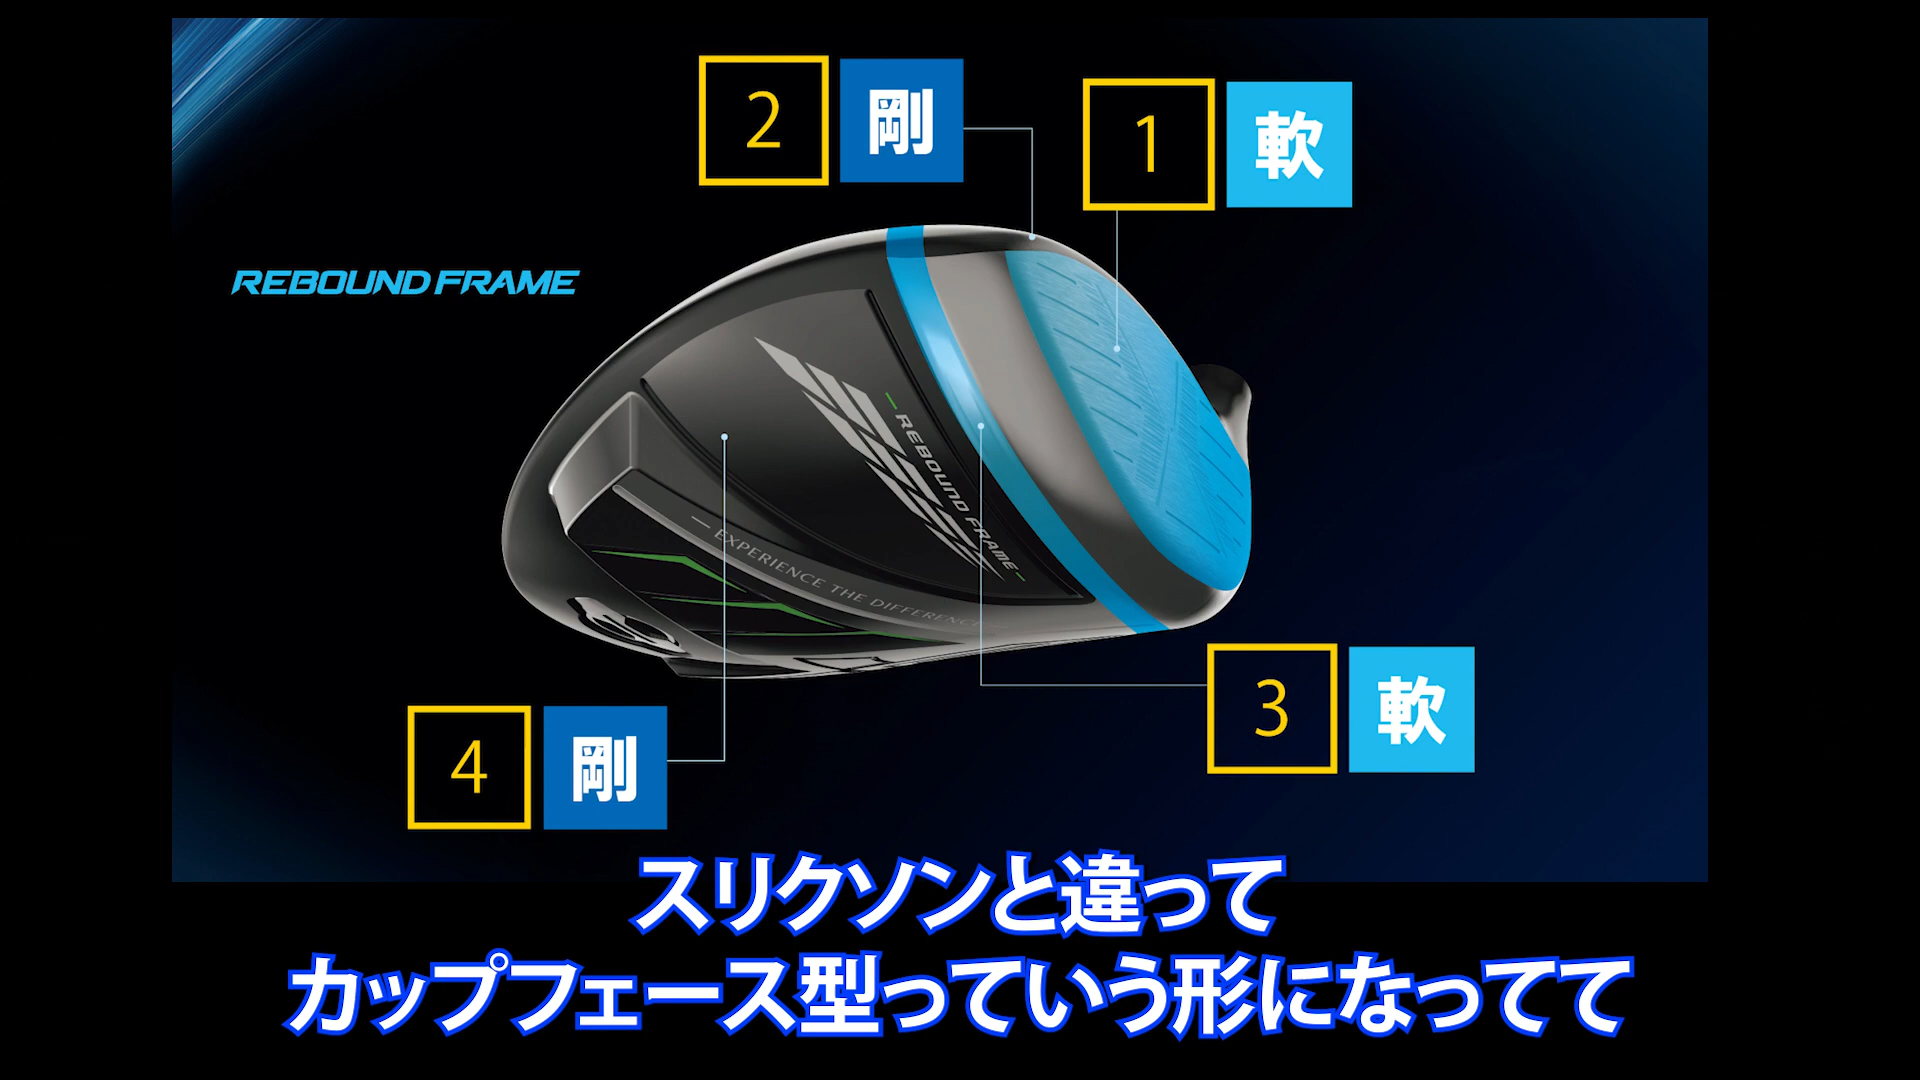 2 剛
1 軟
REBOUND FRAME
REBOUND FRAME
EXPERIENCE THE DIFFERENCE
3 軟
4 剛
スリクソンと違って
カップフェース型っていう形になってて